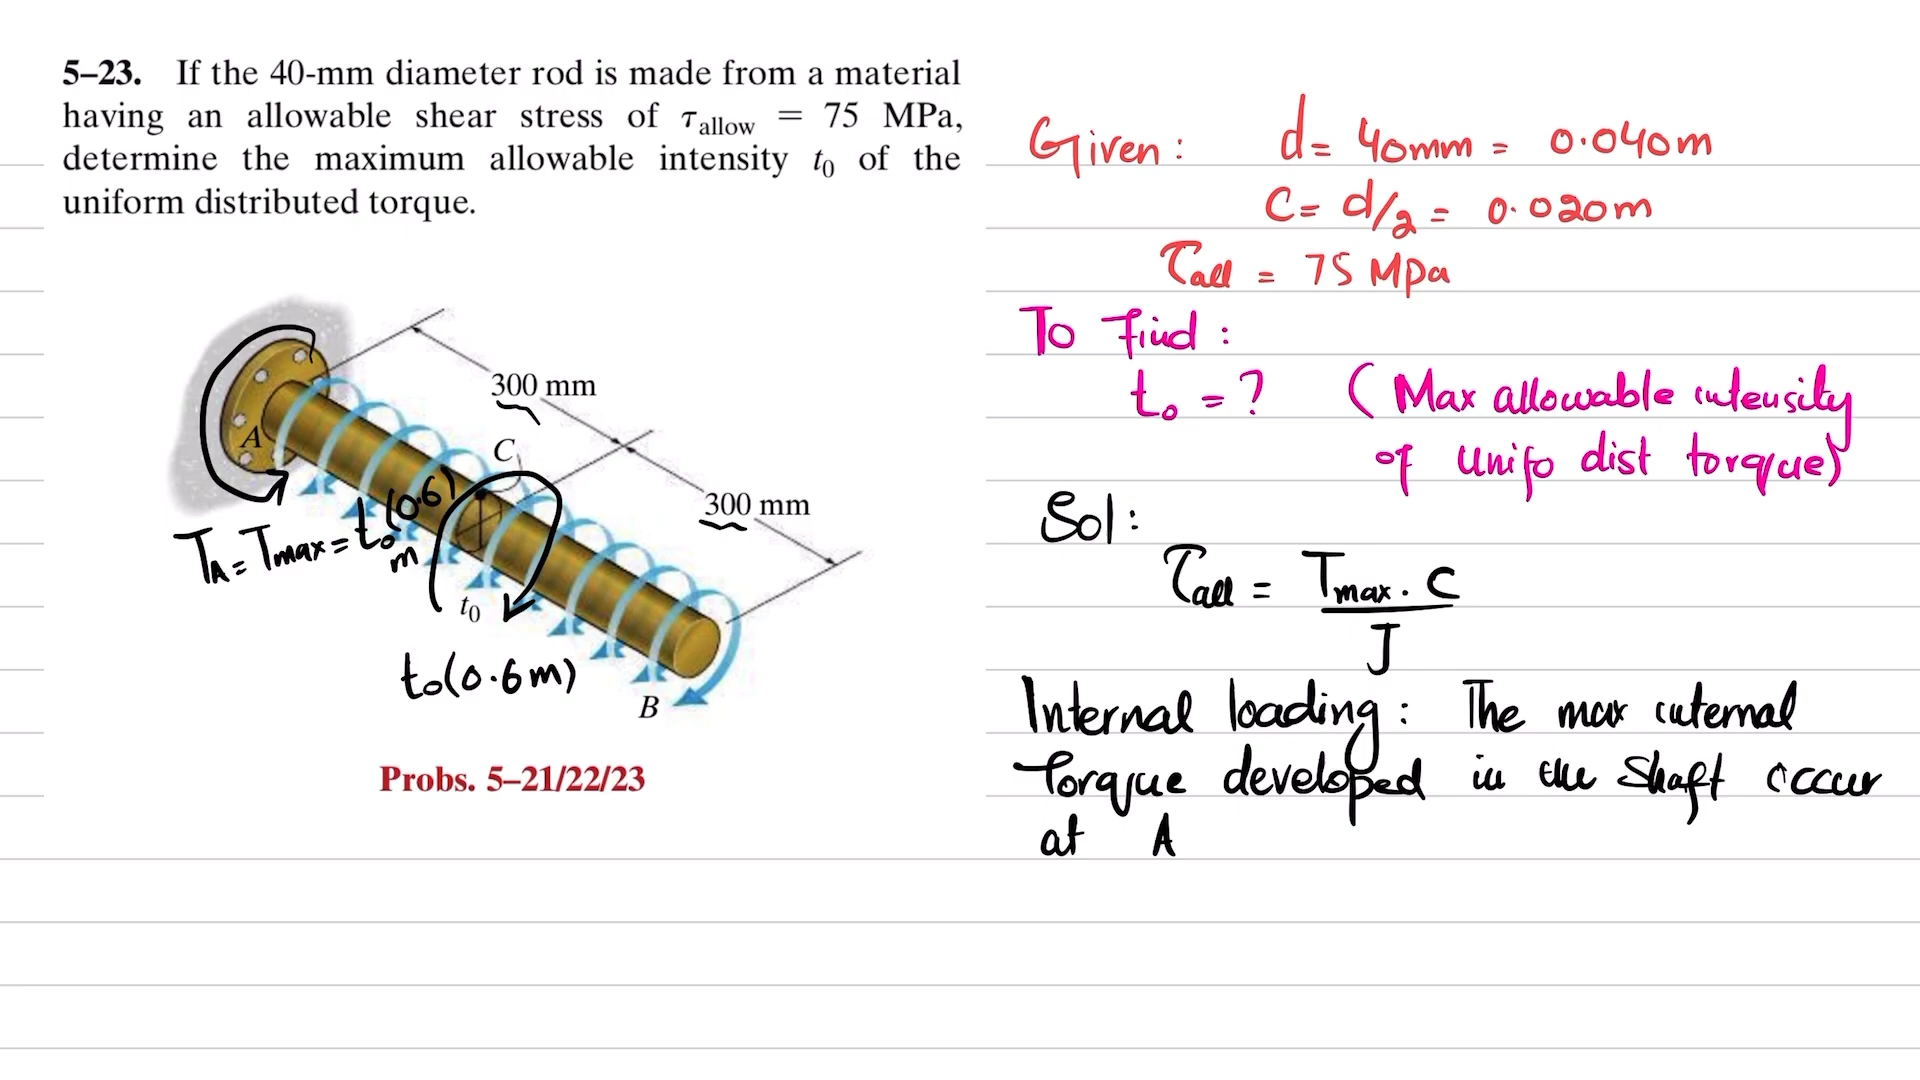 5–23. If the 40-mm diameter rod is made from a material
having an allowable shear stress of τallow = 75 MPa,
determine the maximum allowable intensity t0 of the
uniform distributed torque.
300 mm
A
C
300 mm
TA = Tmax = to(0.6)
m
t0
to(0.6m)
B
Probs. 5–21/22/23
Given: d = 40mm = 0.040m
C = d/2 = 0.020m
τall = 75 MPa
To find:
to = ? (Max allowable intensity
of unifo dist torque)
Sol:
τall = Tmax. C
J
Internal loading: The max internal
Torque developed in the shaft occur
at A